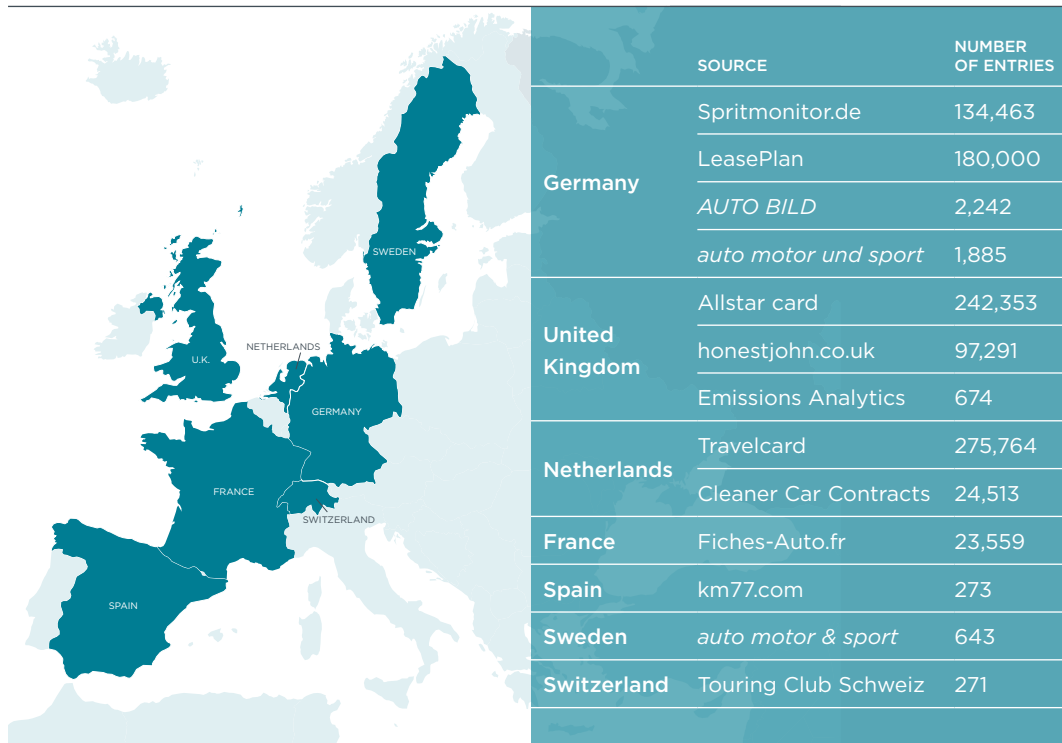 SWEDEN
NETHERLANDS
U.K.
GERMANY
FRANCE
SWITZERLAND
SPAIN
SOURCE NUMBER
OF ENTRIES
Germany
Spritmonitor.de 134,463
LeasePlan 180,000
AUTO BILD 2,242
auto motor und sport 1,885
United
Kingdom
Allstar card 242,353
honestjohn.co.uk 97,291
Emissions Analytics 674
Netherlands
Travelcard 275,764
Cleaner Car Contracts 24,513
France Fiches-Auto.fr 23,559
Spain km77.com 273
Sweden auto motor & sport 643
Switzerland Touring Club Schweiz 271